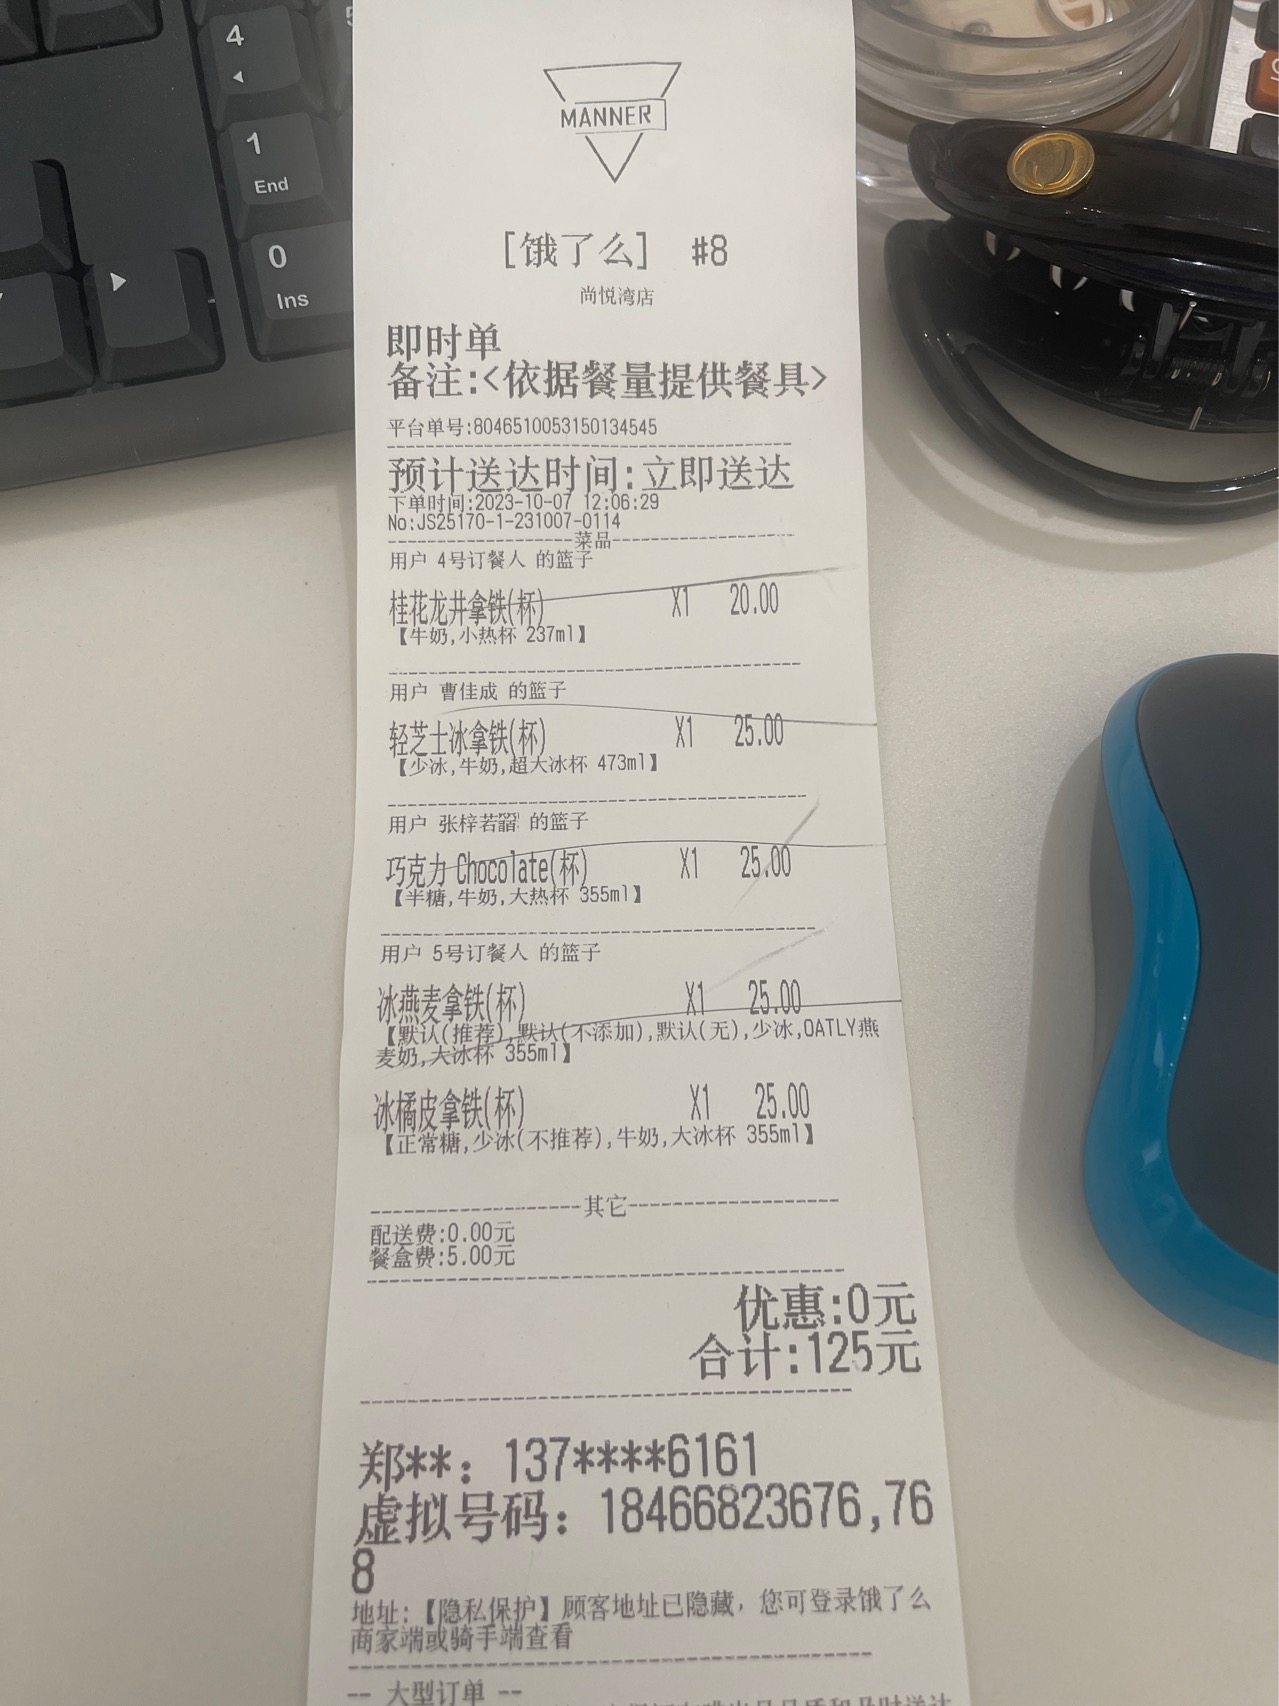 4
1
End
0
Ins
MANNER
[饿了么] #8
尚悦湾店
即时单
备注:<依据餐量提供餐具>
平台单号:8046510053150134545
预计送达时间:立即送达
下单时间:2023-10-07 12:06:29
No:JS25170-1-231007-0114
菜品
用户 4号订餐人 的篮子
桂花龙井拿铁(杯) X1 20.00
【牛奶,小热杯 237ml】
用户 曹佳成 的篮子
轻芝士冰拿铁(杯) X1 25.00
【少冰,牛奶,超大冰杯 473ml】
用户 张梓若 的篮子
巧克力 Chocolate(杯) X1 25.00
【半糖,牛奶,大热杯 355ml】
用户 5号订餐人 的篮子
冰燕麦拿铁(杯) X1 25.00
【默认(推荐),默认(不添加),默认(无),少冰,OATLY燕
麦奶,大冰杯 355ml】
冰橘皮拿铁(杯) X1 25.00
【正常糖,少冰(不推荐),牛奶,大冰杯 355ml】
其它
配送费:0.00元
餐盒费:5.00元
优惠:0元
合计:125元
郑**: 137****6161
虚拟号码: 18466823676,76
8
地址:【隐私保护】顾客地址已隐藏，您可登录饿了么
商家端或骑手端查看
-- 大型订单 --